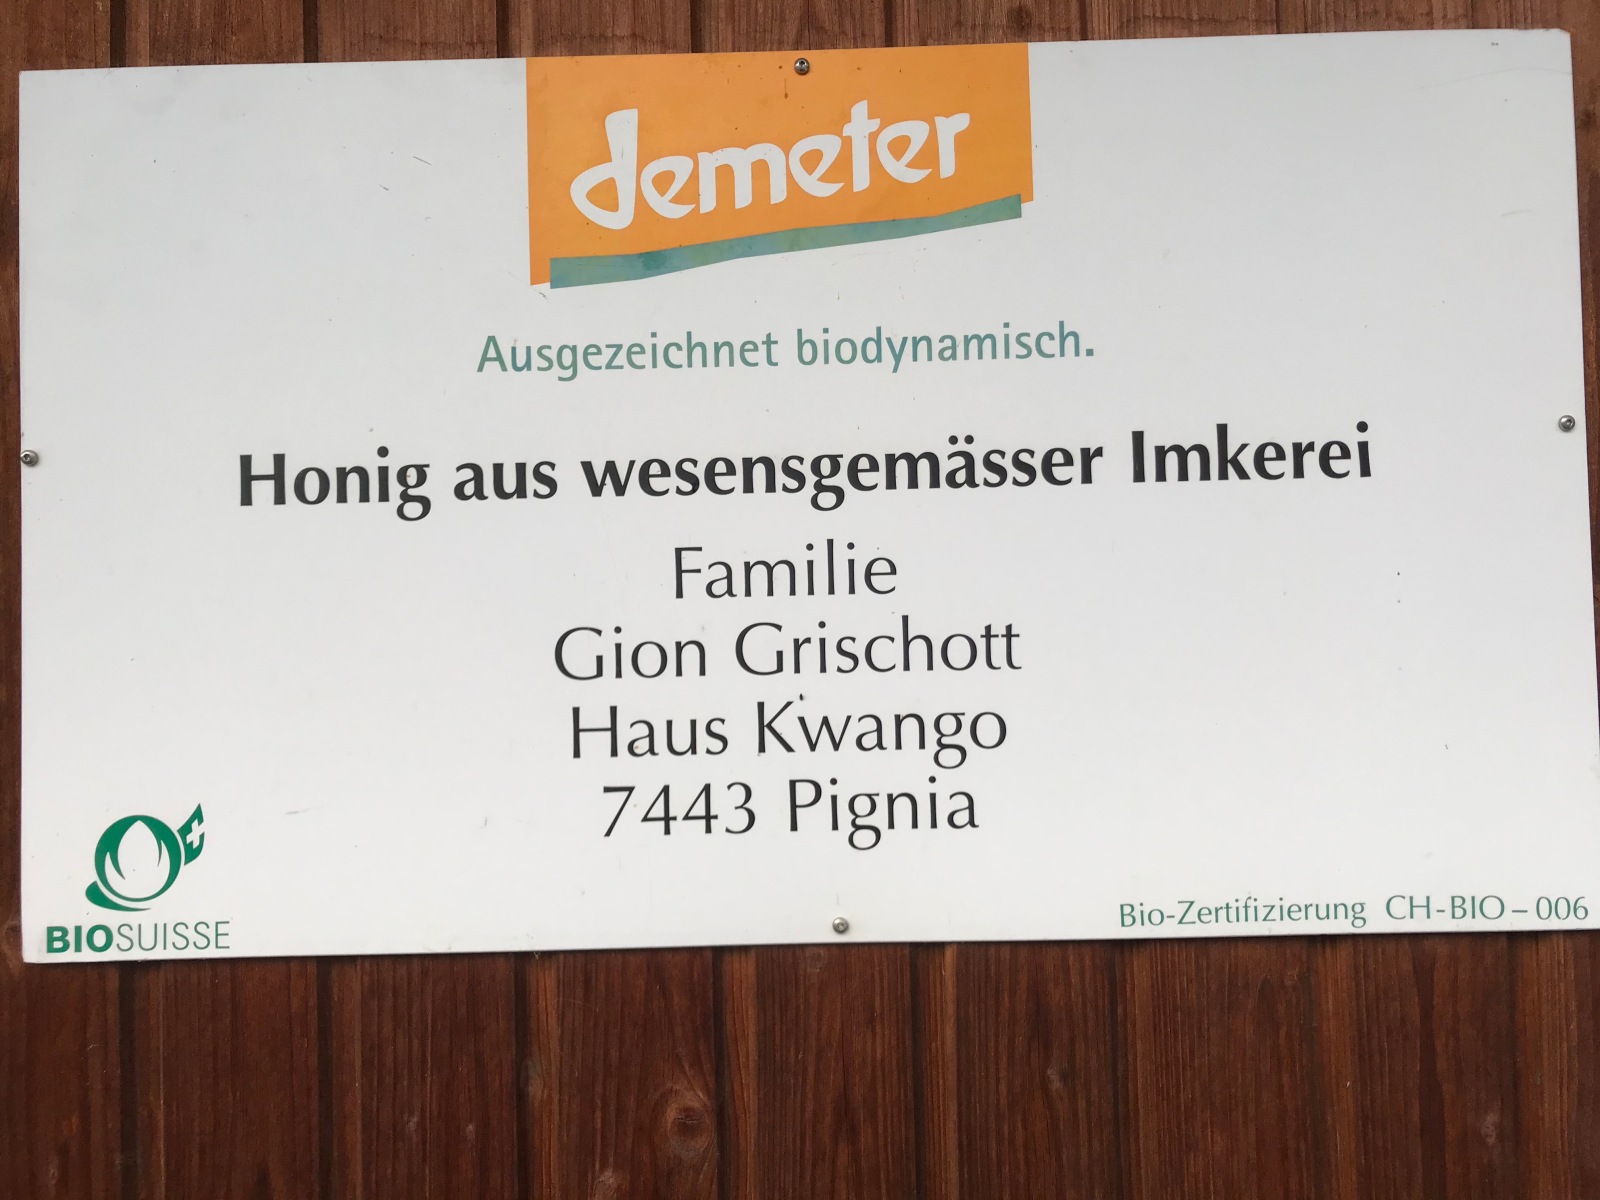 demeter
Ausgezeichnet biodynamisch.
Honig aus wesensgemässer Imkerei
Familie
Gion Grischott
Haus Kwango
7443 Pignia
BIOSUISSE
Bio-Zertifizierung CH-BIO – 006